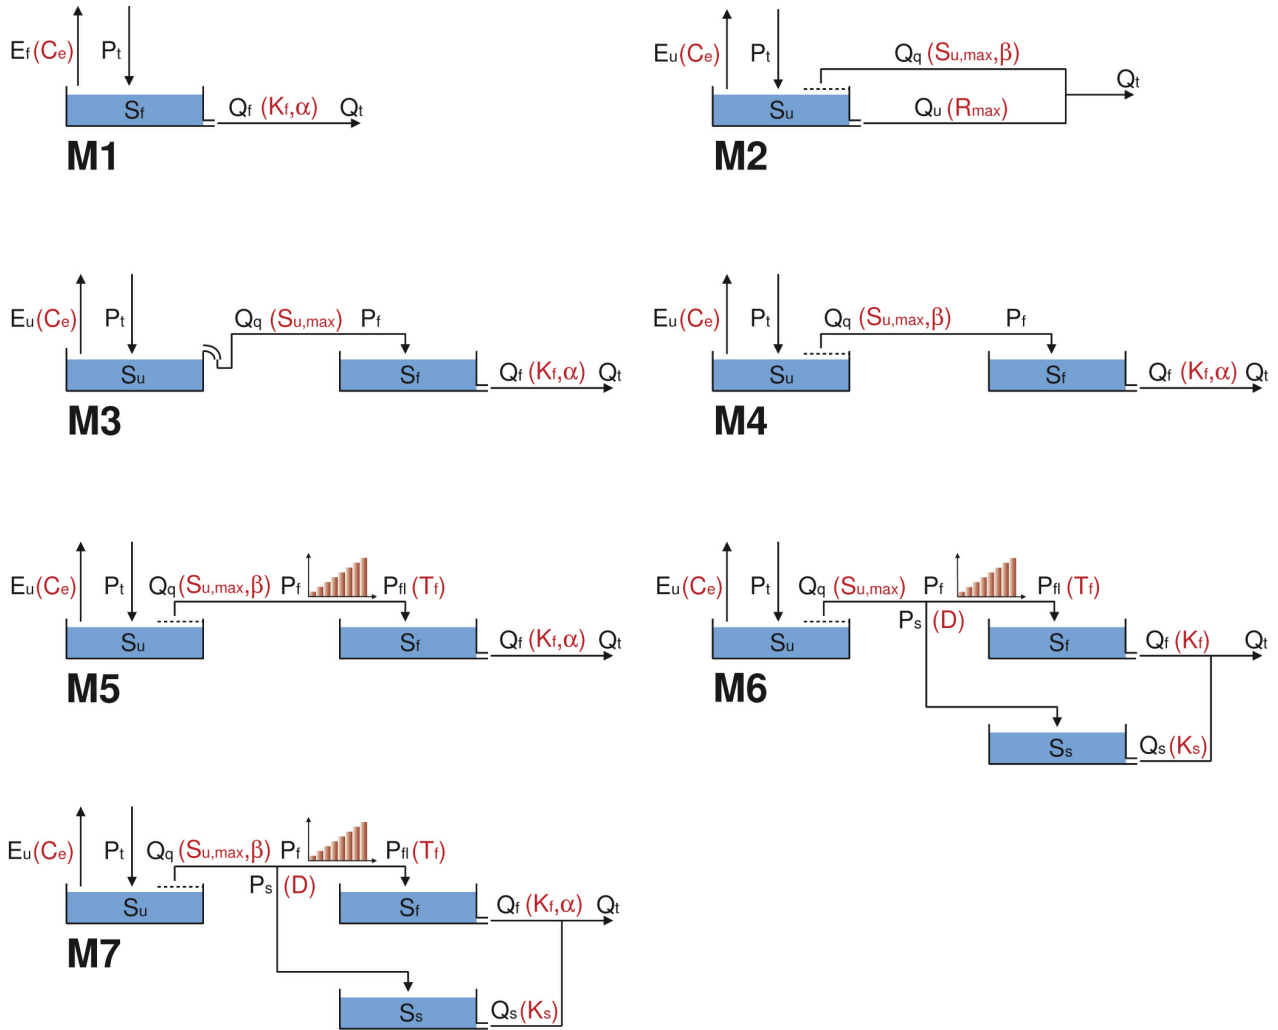 Ef (Ce) Pt
Sf
Qf (Kf,α) Qt
M1
Eu (Ce) Pt
Qq (Su,max,β)
Qt
Su
Qu (Rmax)
M2
Eu (Ce) Pt
Qq (Su,max) Pf
Su
Sf
Qf (Kf,α) Qt
M3
Eu (Ce) Pt
Qq (Su,max,β) Pf
Su
Sf
Qf (Kf,α) Qt
M4
Eu (Ce) Pt
Qq (Su,max,β) Pf
Pfl (Tf)
Su
Sf
Qf (Kf,α) Qt
M5
Eu (Ce) Pt
Qq (Su,max) Pf
Pfl (Tf)
Ps (D)
Su
Sf
Qf (Kf) Qt
M6
Ss
Qs (Ks)
Eu (Ce) Pt
Qq (Su,max,β) Pf
Pfl (Tf)
Ps (D)
Su
Sf
Qf (Kf,α) Qt
M7
Ss
Qs (Ks)